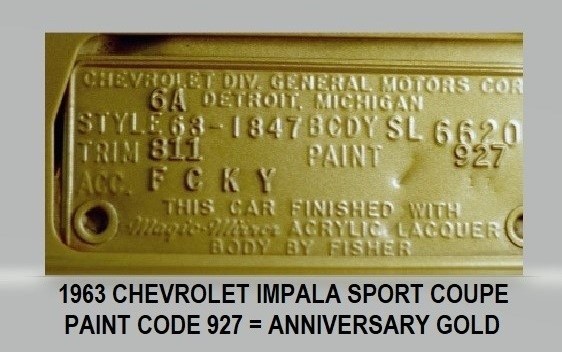 CHEVROLET DIV. GENERAL MOTORS COR
6A DETROIT, MICHIGAN
STYLE 63-1847 BODY SL 6620
TRIM 811 PAINT 927
ACC. F C K Y
THIS CAR FINISHED WITH
Magic-Mirror ACRYLIC LACQUER
BODY BY FISHER
1963 CHEVROLET IMPALA SPORT COUPE
PAINT CODE 927 = ANNIVERSARY GOLD